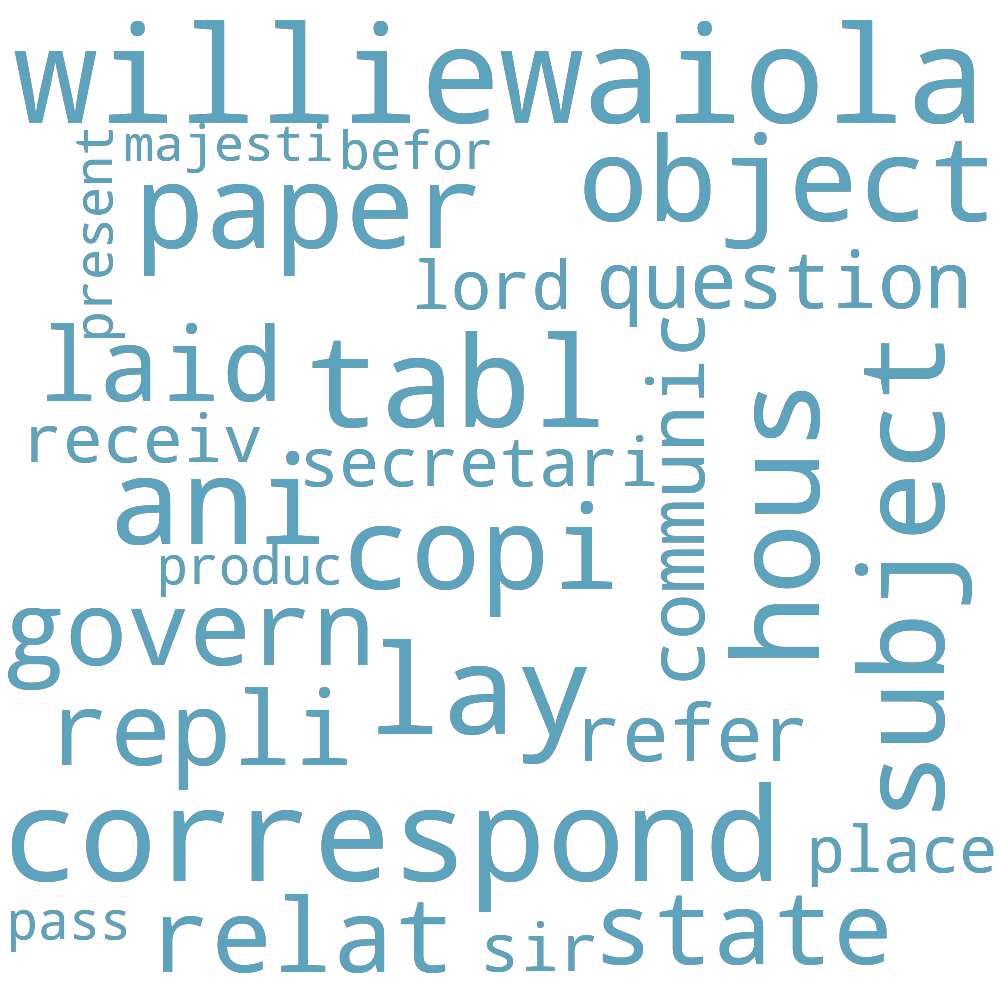 williewaiola
majesti befor
present
paper object
lord question
laid tabl
communic
hous
subject
receiv secretari
ani copi
produc
govern
lay
repli refer
correspond
place
pass relat sir state